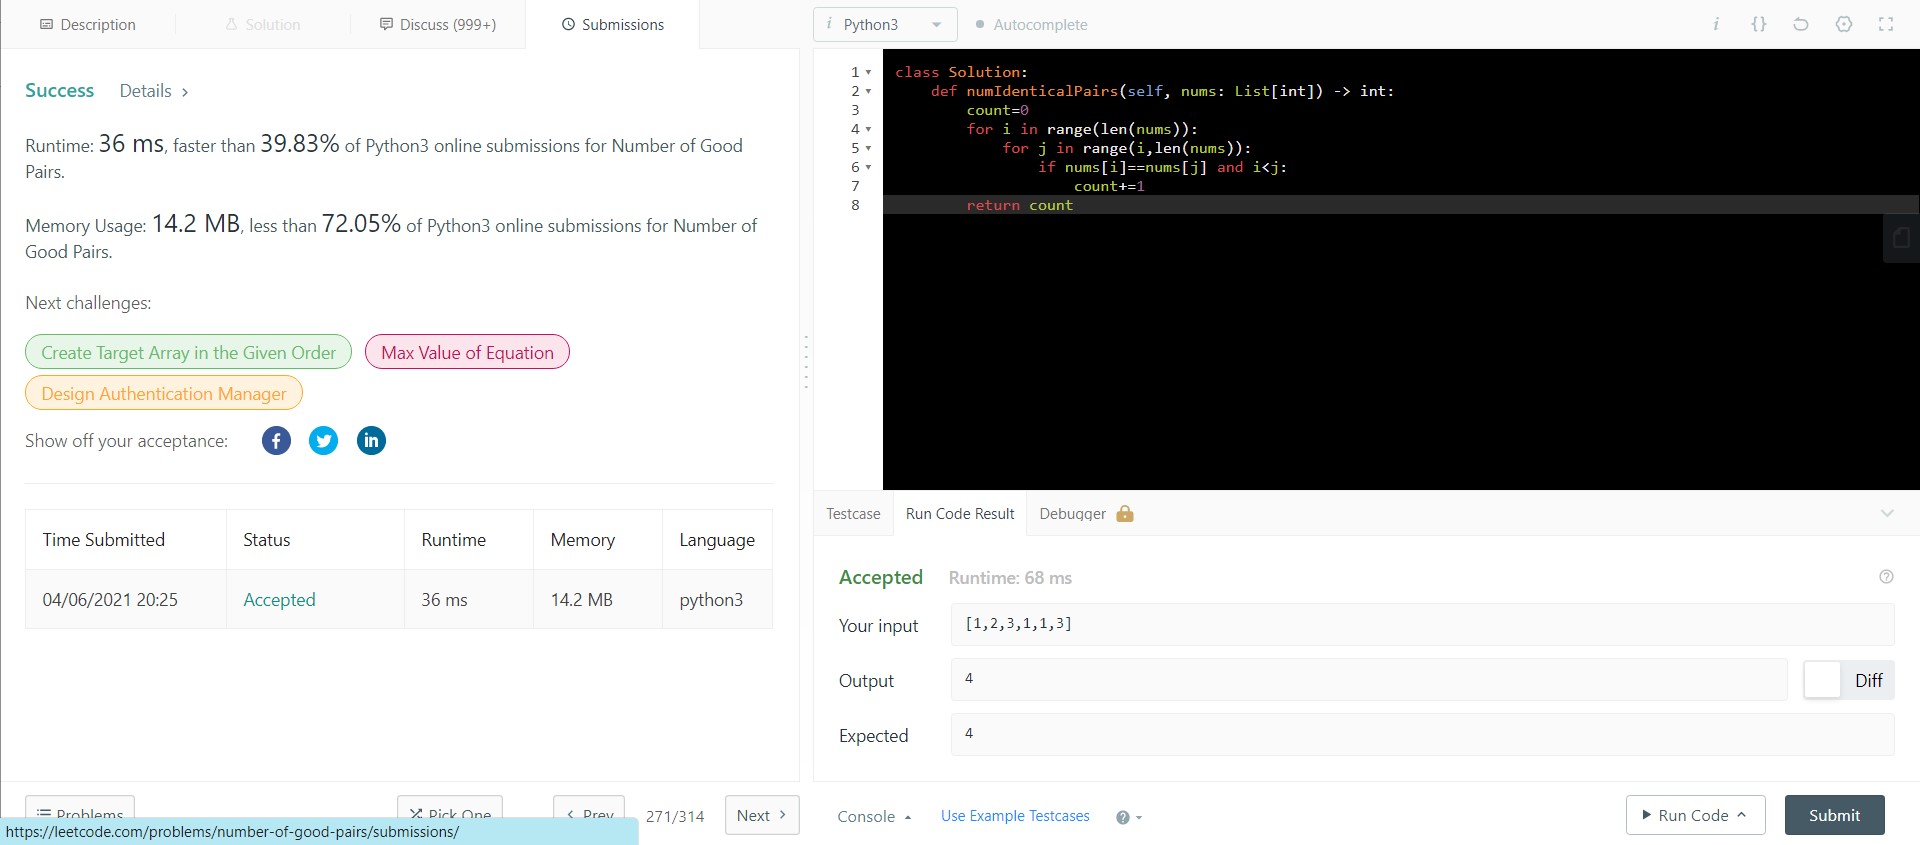 Description
Solution
Discuss (999+)
Submissions
Success Details >
Runtime: 36 ms, faster than 39.83% of Python3 online submissions for Number of Good
Pairs.
Memory Usage: 14.2 MB, less than 72.05% of Python3 online submissions for Number of
Good Pairs.
Next challenges:
Create Target Array in the Given Order
Max Value of Equation
Design Authentication Manager
Show off your acceptance:
Time Submitted Status Runtime Memory Language
04/06/2021 20:25 Accepted 36 ms 14.2 MB python3
Problems
Pick One
< Prev
271/314
Next >
https://leetcode.com/problems/number-of-good-pairs/submissions/
i Python3
Autocomplete
i {}
1 class Solution:
2 def numIdenticalPairs(self, nums: List[int]) -> int:
3 count=0
4 for i in range(len(nums)):
5 for j in range(i,len(nums)):
6 if nums[i]==nums[j] and i<j:
7 count+=1
8 return count
Testcase
Run Code Result
Debugger
Accepted Runtime: 68 ms
Your input [1,2,3,1,1,3]
Output 4
Diff
Expected 4
Console
Use Example Testcases
Run Code
Submit